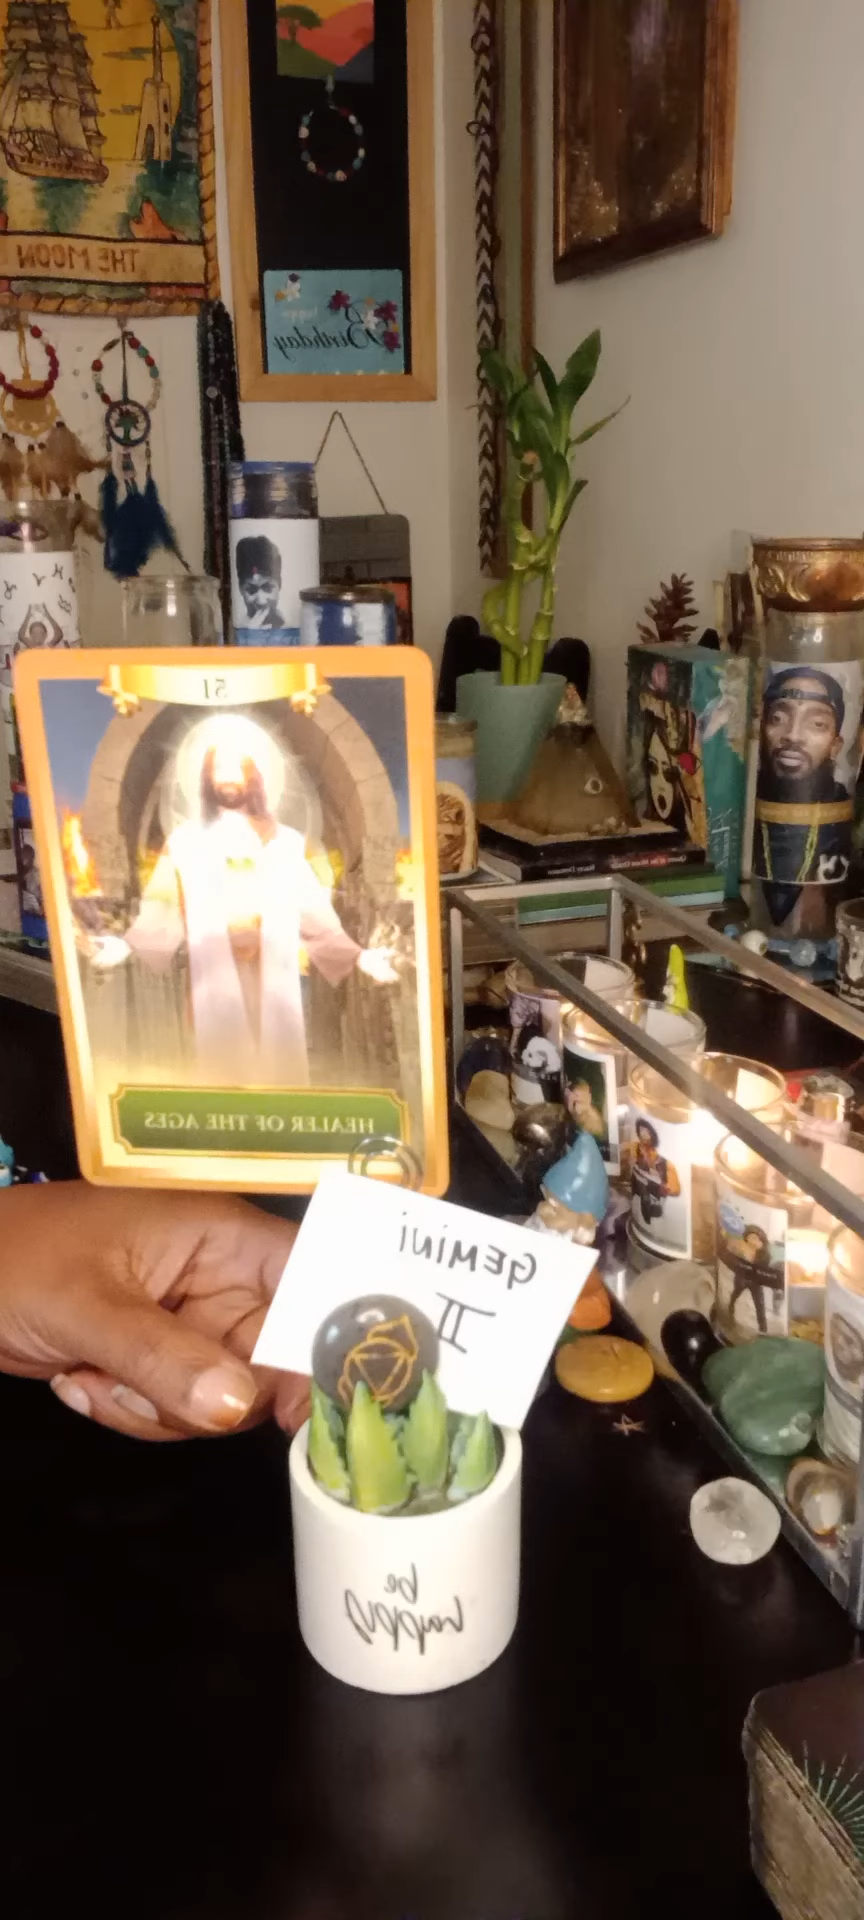 THE MOON
happy
Birthday
51
HEALER OF THE AGES
GEMINI
II
be
happy